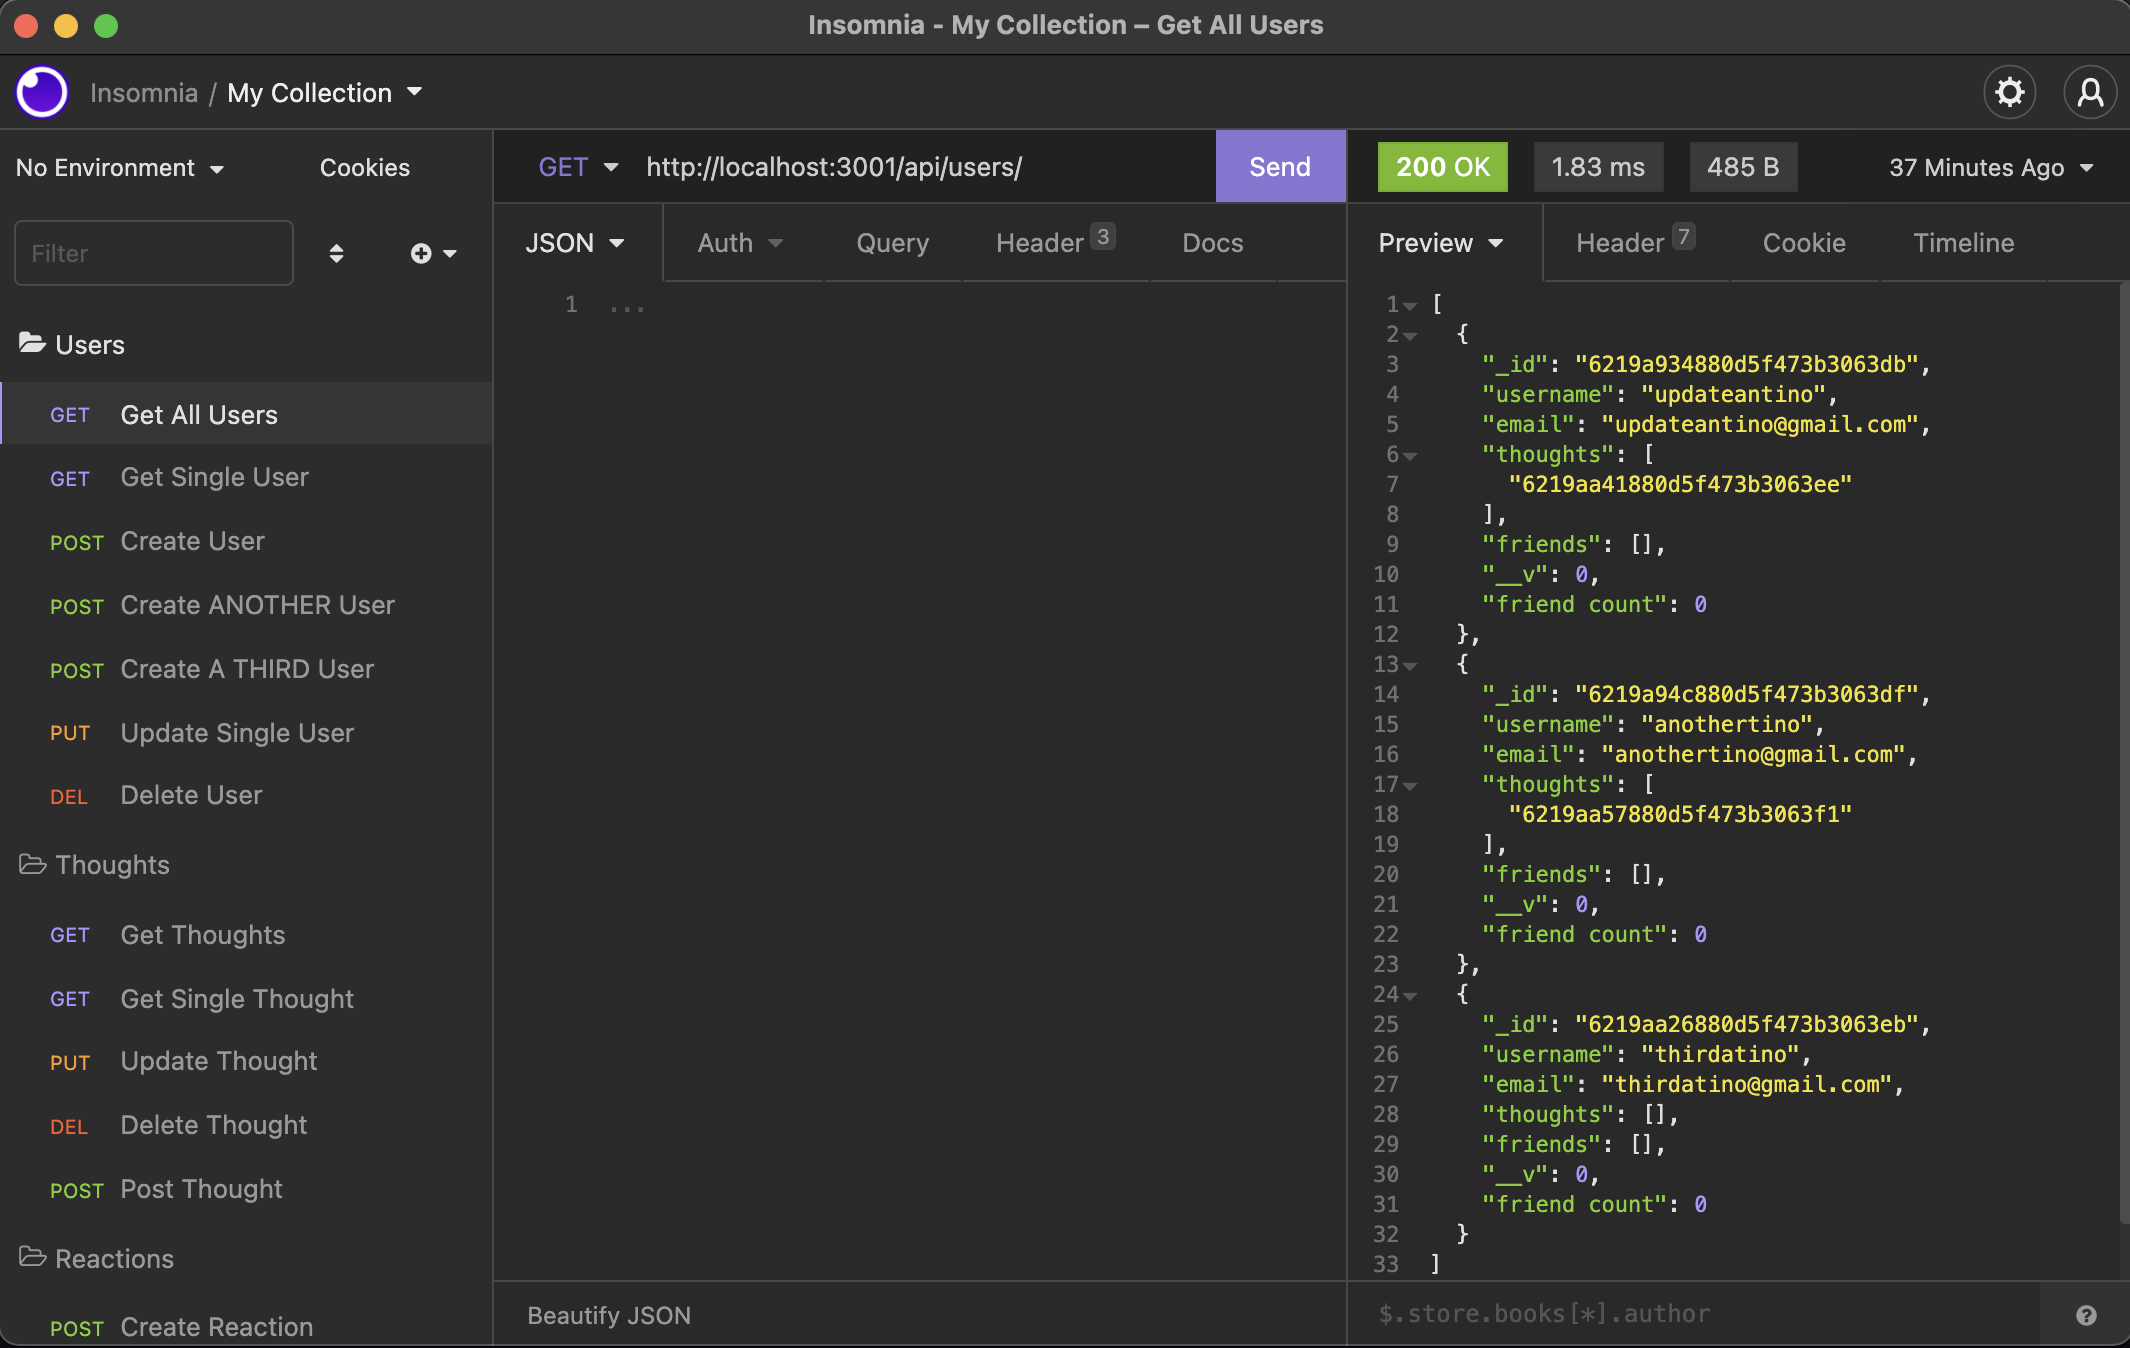 Insomnia - My Collection – Get All Users
Insomnia / My Collection
No Environment Cookies
Filter
Users
GET Get All Users
GET Get Single User
POST Create User
POST Create ANOTHER User
POST Create A THIRD User
PUT Update Single User
DEL Delete User
Thoughts
GET Get Thoughts
GET Get Single Thought
PUT Update Thought
DEL Delete Thought
POST Post Thought
Reactions
POST Create Reaction
GET http://localhost:3001/api/users/ Send
JSON Auth Query Header 3 Docs
1 ...
Beautify JSON
200 OK 1.83 ms 485 B 37 Minutes Ago
Preview Header 7 Cookie Timeline
1 [
2 {
3 "_id": "6219a934880d5f473b3063db",
4 "username": "updateantino",
5 "email": "updateantino@gmail.com",
6 "thoughts": [
7 "6219aa41880d5f473b3063ee"
8 ],
9 "friends": [],
10 "__v": 0,
11 "friend count": 0
12 },
13 {
14 "_id": "6219a94c880d5f473b3063df",
15 "username": "anothertino",
16 "email": "anothertino@gmail.com",
17 "thoughts": [
18 "6219aa57880d5f473b3063f1"
19 ],
20 "friends": [],
21 "__v": 0,
22 "friend count": 0
23 },
24 {
25 "_id": "6219aa26880d5f473b3063eb",
26 "username": "thirdatino",
27 "email": "thirdatino@gmail.com",
28 "thoughts": [],
29 "friends": [],
30 "__v": 0,
31 "friend count": 0
32 }
33 ]
$.store.books[*].author ?